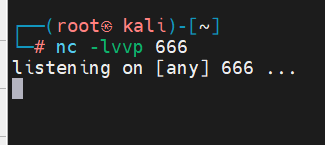 ┌──(root㉿ kali)-[~]
└─# nc -lvvp 666
listening on [any] 666 ...